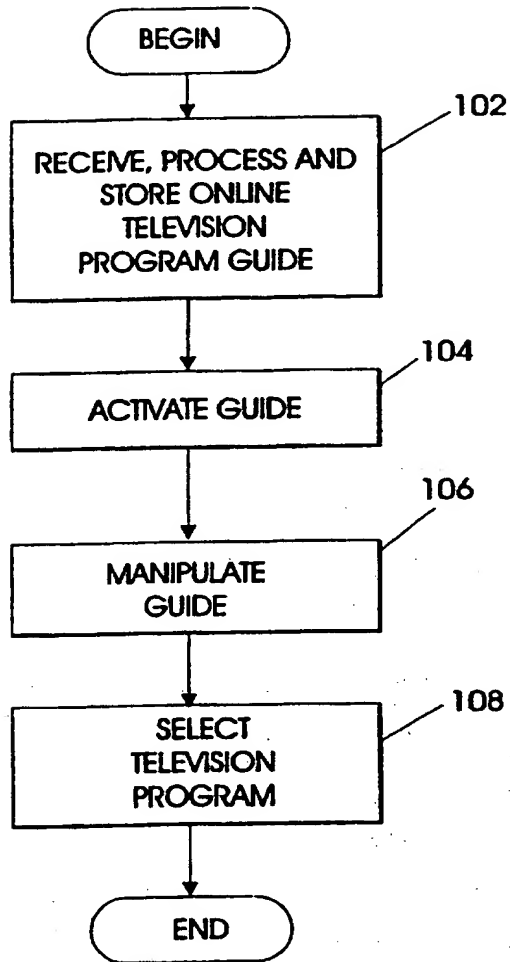 BEGIN
102
RECEIVE, PROCESS AND
STORE ONLINE
TELEVISION
PROGRAM GUIDE
104
ACTIVATE GUIDE
106
MANIPULATE
GUIDE
108
SELECT
TELEVISION
PROGRAM
END